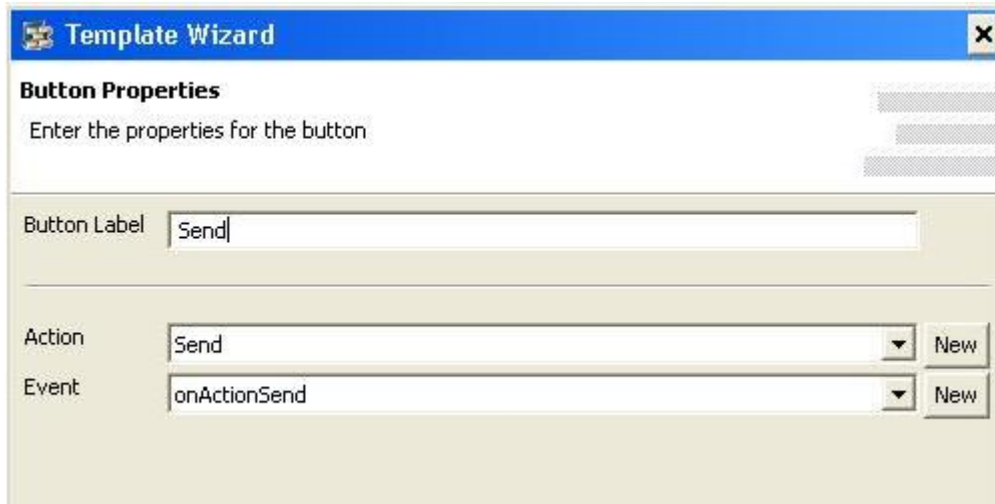 Template Wizard
Button Properties
Enter the properties for the button
Button Label Send
Action Send New
Event onActionSend New